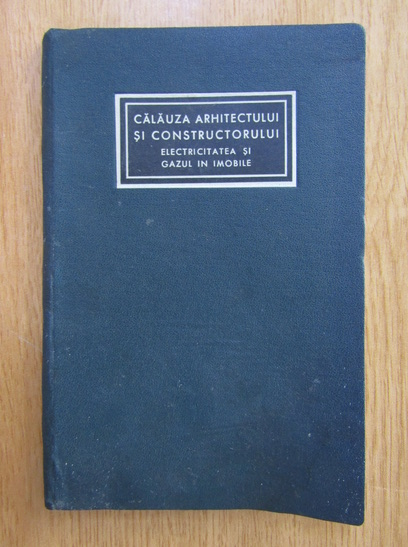 CĂLĂUZA ARHITECTULUI
ȘI CONSTRUCTORULUI
ELECTRICITATEA ȘI
GAZUL IN IMOBILE